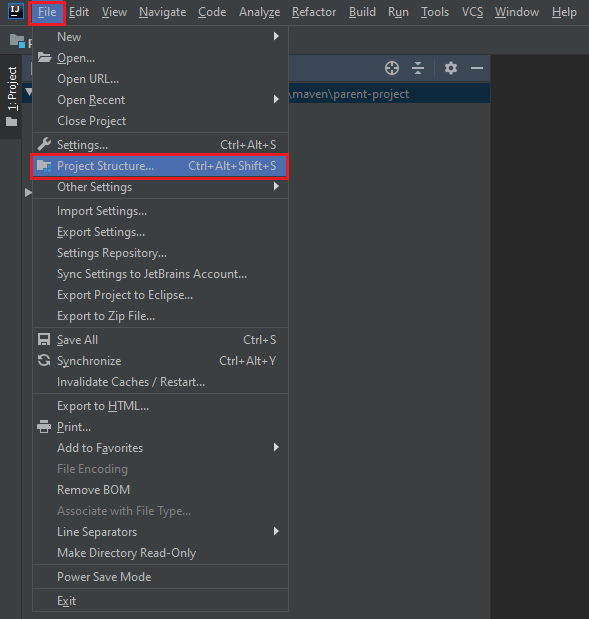 IJ File Edit View Navigate Code Analyze Refactor Build Run Tools VCS Window Help
1: Project
\maven\parent-project
New
Open...
Open URL...
Open Recent
Close Project
Settings... Ctrl+Alt+S
Project Structure... Ctrl+Alt+Shift+S
Other Settings
Import Settings...
Export Settings...
Settings Repository...
Sync Settings to JetBrains Account...
Export Project to Eclipse...
Export to Zip File...
Save All Ctrl+S
Synchronize Ctrl+Alt+Y
Invalidate Caches / Restart...
Export to HTML...
Print...
Add to Favorites
File Encoding
Remove BOM
Associate with File Type...
Line Separators
Make Directory Read-Only
Power Save Mode
Exit